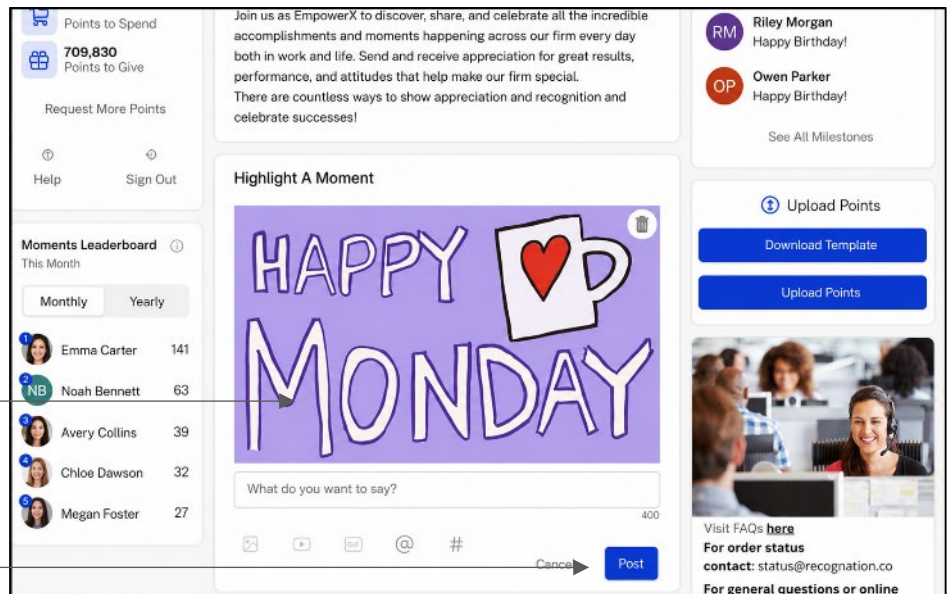 Points to Spend
709,830
Points to Give
Request More Points
Help
Sign Out
Moments Leaderboard
This Month
Monthly
Yearly
1
Emma Carter 141
2
NB
Noah Bennett 63
3
Avery Collins 39
4
Chloe Dawson 32
5
Megan Foster 27
Join us as EmpowerX to discover, share, and celebrate all the incredible
accomplishments and moments happening across our firm every day
both in work and life. Send and receive appreciation for great results,
performance, and attitudes that help make our firm special.
There are countless ways to show appreciation and recognition and
celebrate successes!
Highlight A Moment
HAPPY
MONDAY
What do you want to say?
400
GIF
@
#
Cancel
Post
RM
Riley Morgan
Happy Birthday!
OP
Owen Parker
Happy Birthday!
See All Milestones
Upload Points
Download Template
Upload Points
Visit FAQs here
For order status
contact: status@recognation.co
For general questions or online